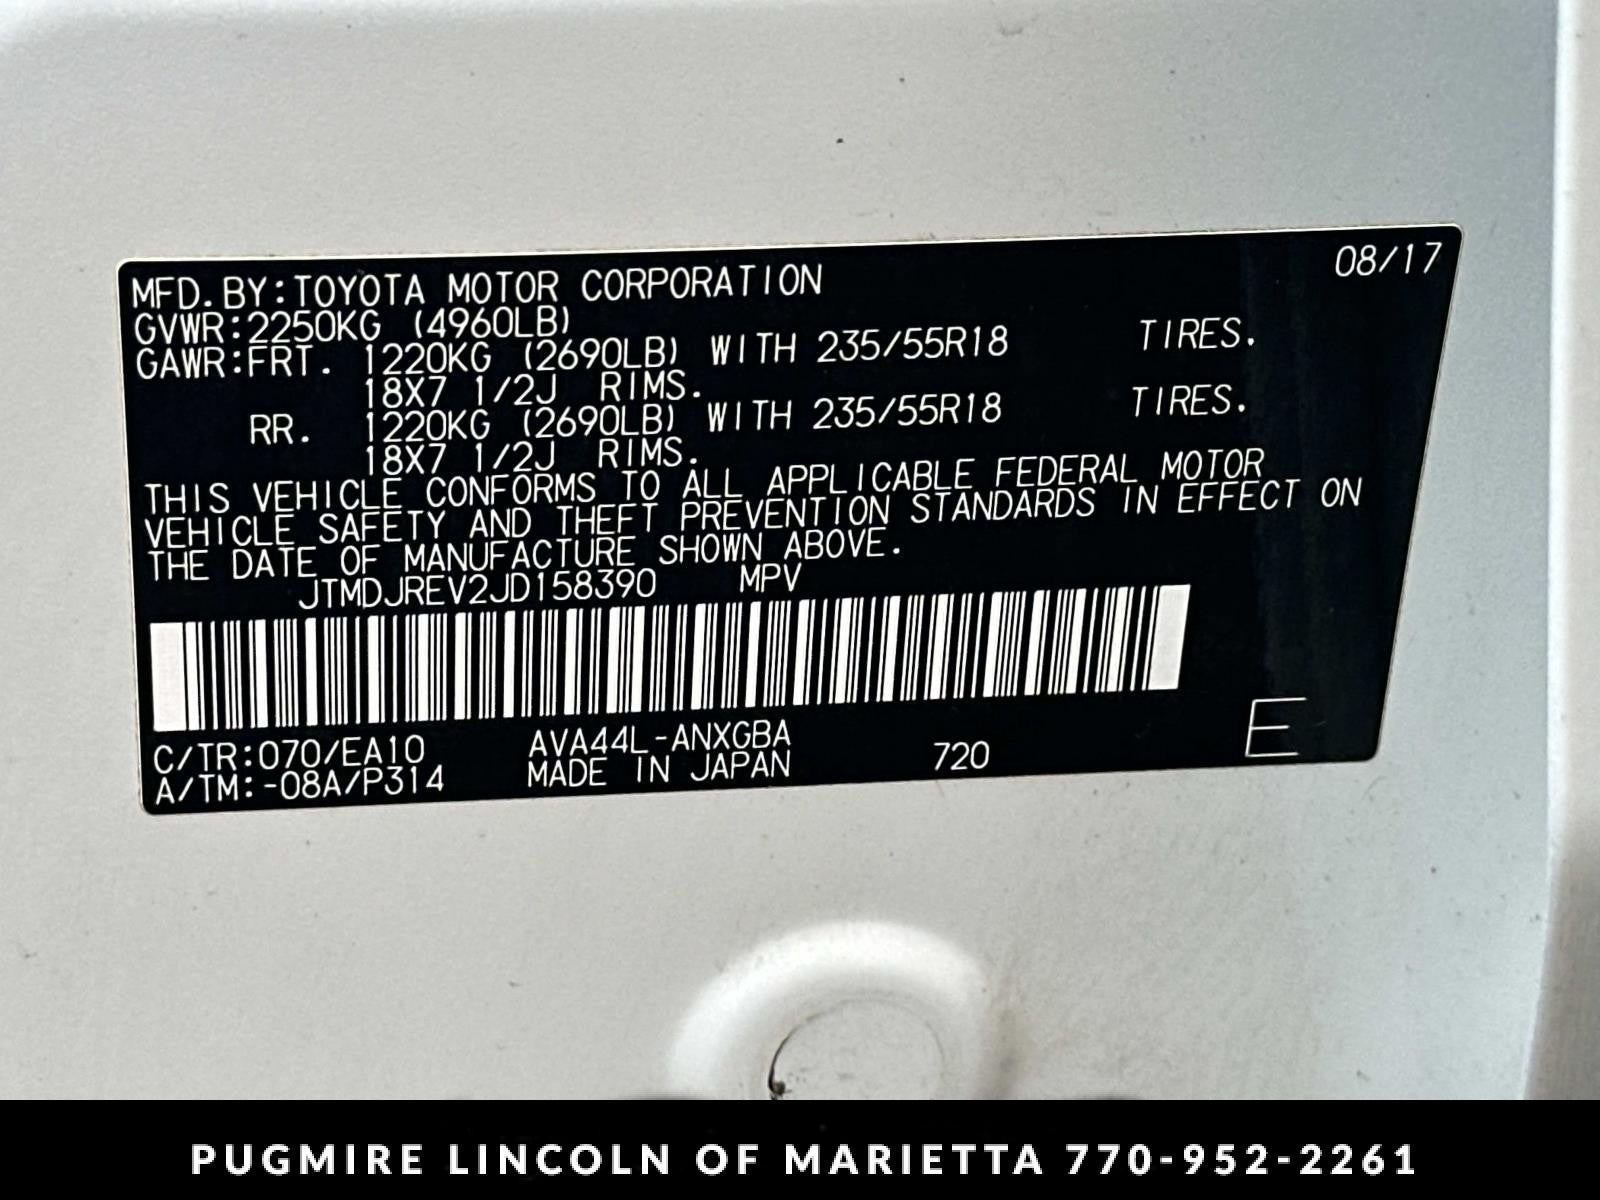 08/17
MFD. BY: TOYOTA MOTOR CORPORATION
GVWR: 2250KG (4960LB)
GAWR: FRT. 1220KG (2690LB) WITH 235/55R18 TIRES.
18X7 1/2J RIMS.
RR. 1220KG (2690LB) WITH 235/55R18 TIRES.
18X7 1/2J RIMS.
THIS VEHICLE CONFORMS TO ALL APPLICABLE FEDERAL MOTOR
VEHICLE SAFETY AND THEFT PREVENTION STANDARDS IN EFFECT ON
THE DATE OF MANUFACTURE SHOWN ABOVE.
JTMDJREV2JD158390 MPV
C/TR: 070/EA10 AVA44L-ANXGBA
A/TM: -08A/P314 MADE IN JAPAN 720 E
PUGMIRE LINCOLN OF MARIETTA 770-952-2261